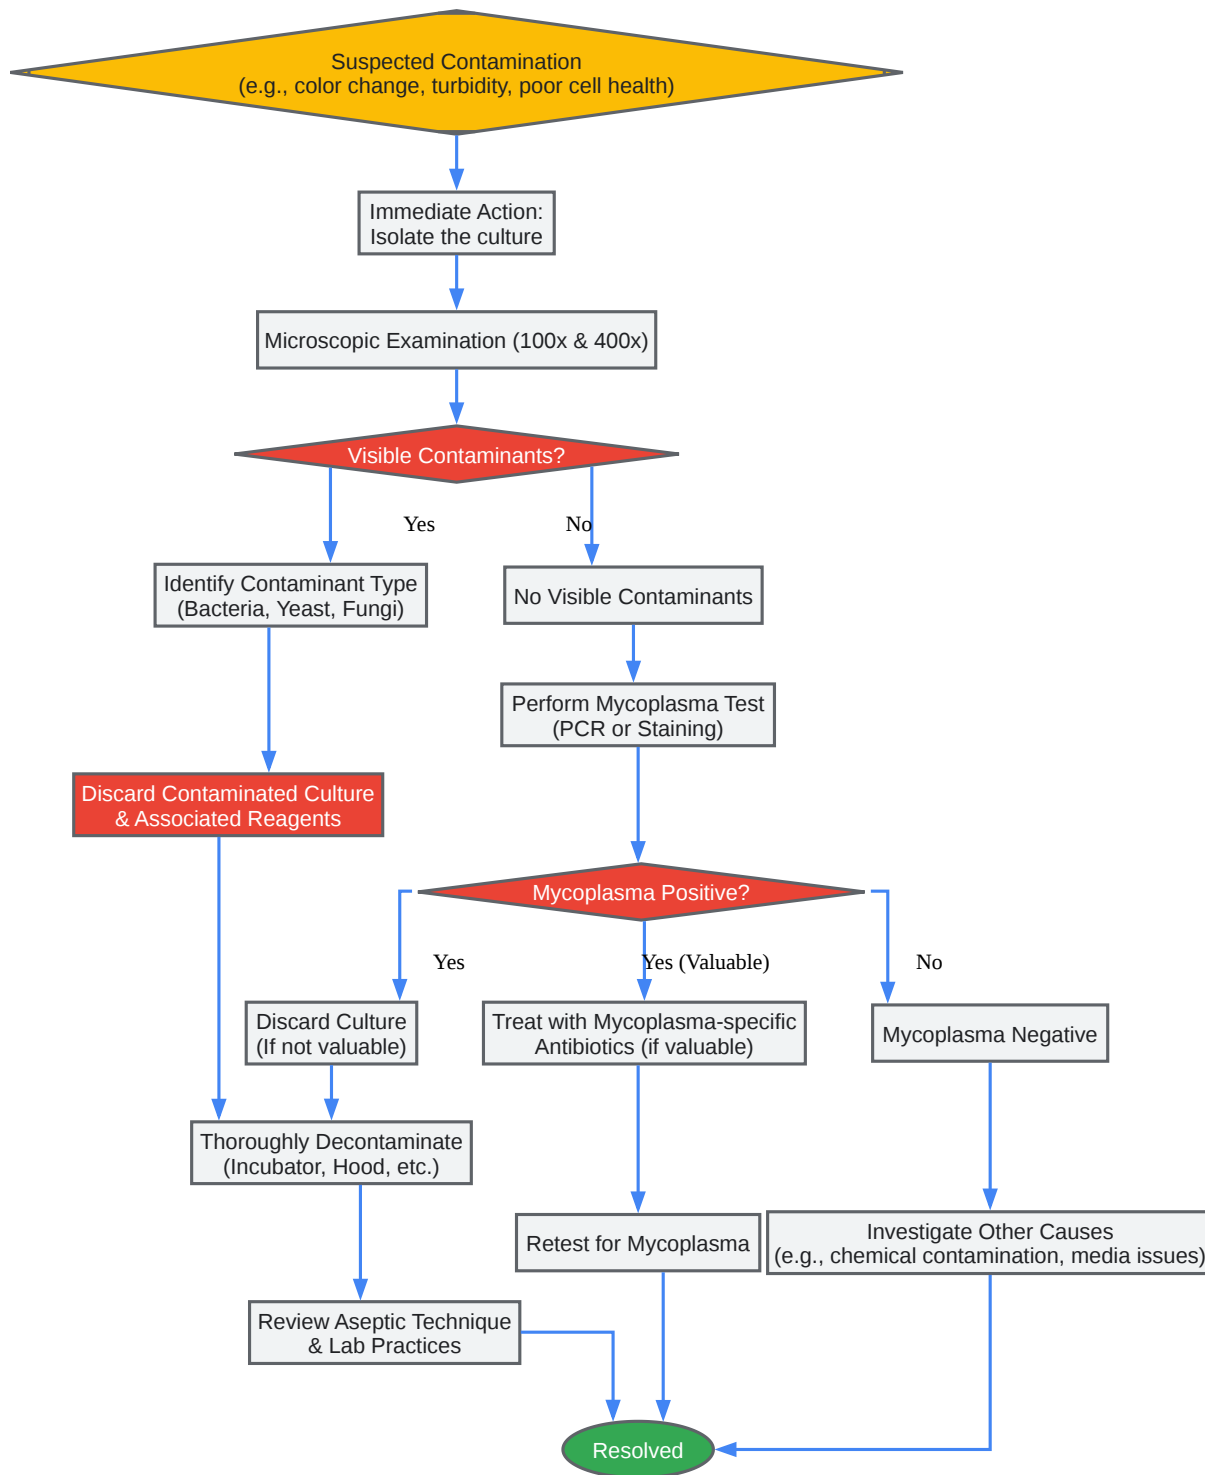 Suspected Contamination
(e.g., color change, turbidity, poor cell health)
Immediate Action:
Isolate the culture
Microscopic Examination (100x & 400x)
Visible Contaminants?
Yes
No
Identify Contaminant Type
(Bacteria, Yeast, Fungi)
No Visible Contaminants
Perform Mycoplasma Test
(PCR or Staining)
Discard Contaminated Culture
& Associated Reagents
Mycoplasma Positive?
Yes
Yes (Valuable)
No
Discard Culture
(If not valuable)
Treat with Mycoplasma-specific
Antibiotics (if valuable)
Mycoplasma Negative
Thoroughly Decontaminate
(Incubator, Hood, etc.)
Retest for Mycoplasma
Investigate Other Causes
(e.g., chemical contamination, media issues)
Review Aseptic Technique
& Lab Practices
Resolved